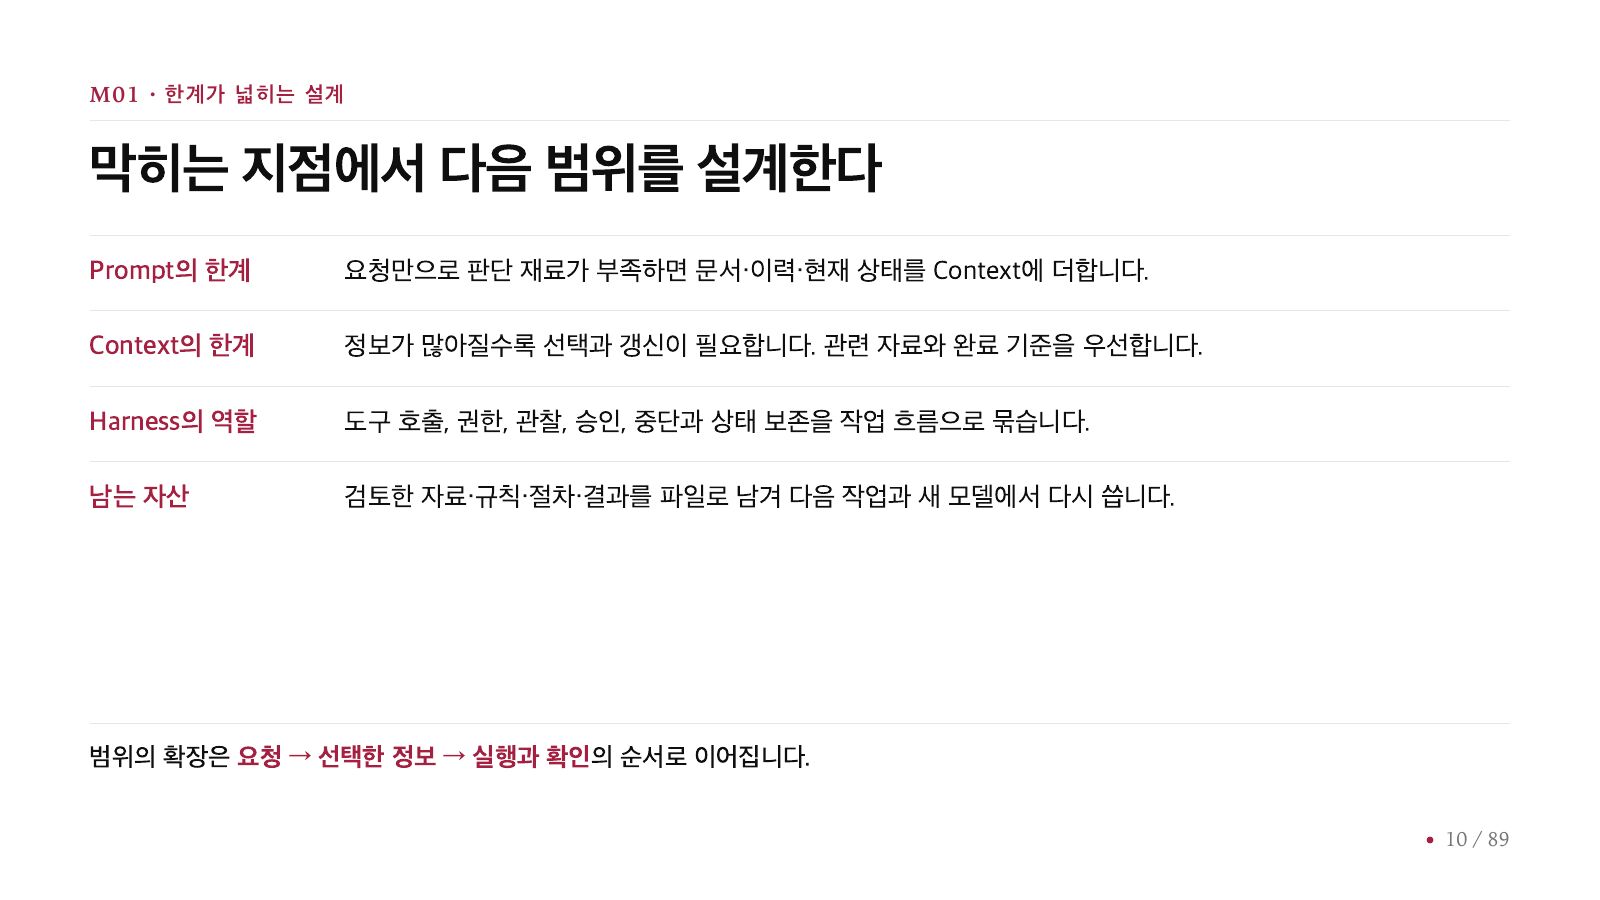 M01 · 한계가 넓히는 설계
막히는 지점에서 다음 범위를 설계한다
Prompt의 한계 요청만으로 판단 재료가 부족하면 문서·이력·현재 상태를 Context에 더합니다.
Context의 한계 정보가 많아질수록 선택과 갱신이 필요합니다. 관련 자료와 완료 기준을 우선합니다.
Harness의 역할 도구 호출, 권한, 관찰, 승인, 중단과 상태 보존을 작업 흐름으로 묶습니다.
남는 자산 검토한 자료·규칙·절차·결과를 파일로 남겨 다음 작업과 새 모델에서 다시 씁니다.
범위의 확장은 요청 → 선택한 정보 → 실행과 확인의 순서로 이어집니다.
• 10 / 89